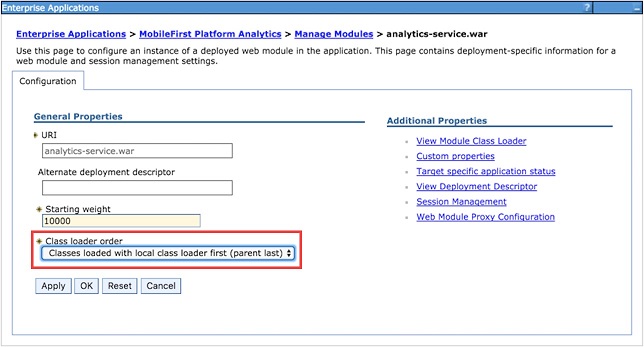 Enterprise Applications
?
Enterprise Applications > MobileFirst Platform Analytics > Manage Modules > analytics-service.war
Use this page to configure an instance of a deployed web module in the application. This page contains deployment-specific information for a
web module and session management settings.
Configuration
General Properties
URI
analytics-service.war
Alternate deployment descriptor
Starting weight
10000
Class loader order
Classes loaded with local class loader first (parent last)
Apply
OK
Reset
Cancel
Additional Properties
View Module Class Loader
Custom properties
Target specific application status
View Deployment Descriptor
Session Management
Web Module Proxy Configuration